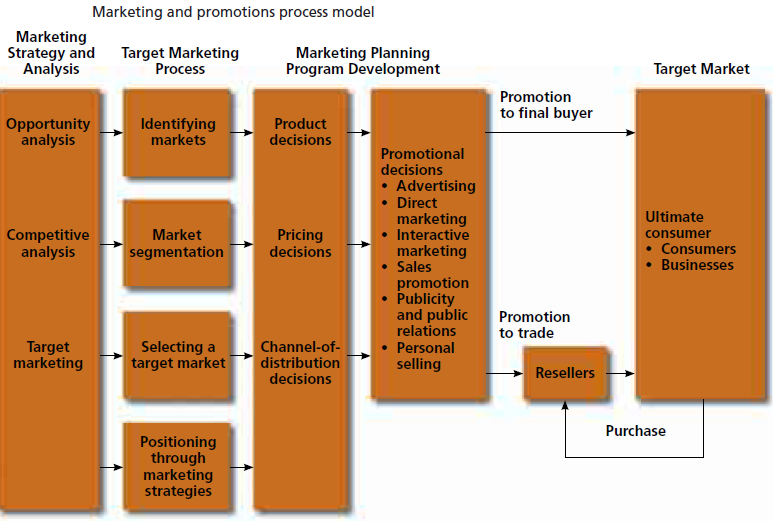 Marketing and promotions process model
Marketing
Strategy and
Analysis
Target Marketing
Process
Marketing Planning
Program Development
Target Market
Opportunity
analysis
Competitive
analysis
Target
marketing
Identifying
markets
Market
segmentation
Selecting a
target market
Positioning
through
marketing
strategies
Product
decisions
Pricing
decisions
Channel-of-
distribution
decisions
Promotional
decisions
• Advertising
• Direct
marketing
• Interactive
marketing
• Sales
promotion
• Publicity
and public
relations
• Personal
selling
Promotion
to final buyer
Promotion
to trade
Resellers
Ultimate
consumer
• Consumers
• Businesses
Purchase